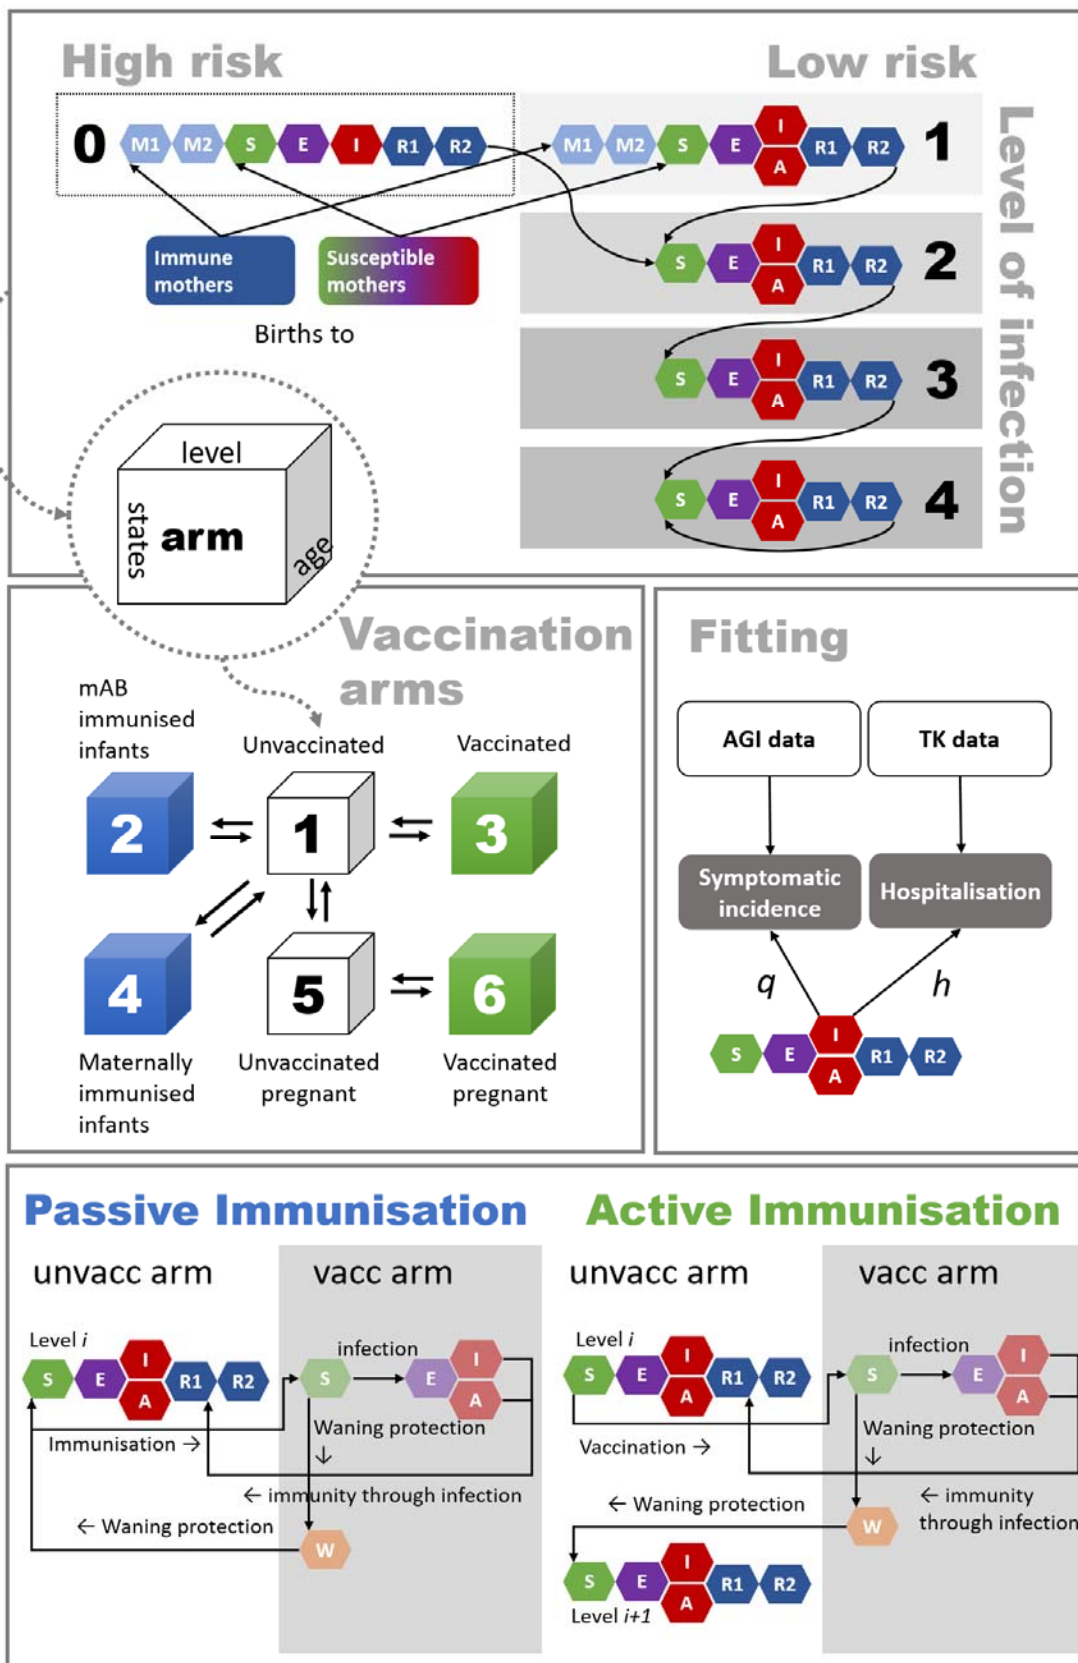 High risk
Low risk
0 M1 M2 S E I R1 R2
M1 M2 S E I A R1 R2 1
Immune mothers
Susceptible mothers
Births to
S E I A R1 R2 2
S E I A R1 R2 3
S E I A R1 R2 4
Level of infection
level
states
arm
age
Vaccination
arms
mAB
immunised
infants
Unvaccinated
Vaccinated
2
1
3
4
5
6
Maternally
immunised
infants
Unvaccinated
pregnant
Vaccinated
pregnant
Fitting
AGI data
TK data
Symptomatic
incidence
Hospitalisation
q
h
S E I A R1 R2
Passive Immunisation
unvacc arm
vacc arm
Level i
S E I A R1 R2
infection
S E I A
Immunisation →
Waning protection
↓
← immunity through infection
← Waning protection
W
Active Immunisation
unvacc arm
vacc arm
Level i
S E I A R1 R2
infection
S E I A
Vaccination →
Waning protection
↓
← Waning protection
← immunity
through infection
W
S E I A R1 R2
Level i+1